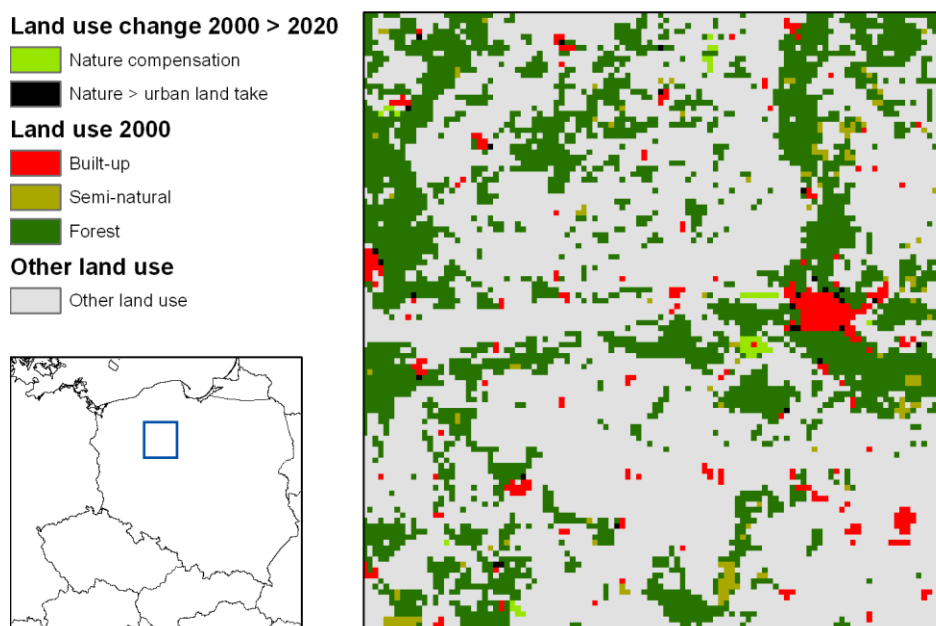 Land use change 2000 > 2020
Nature compensation
Nature > urban land take
Land use 2000
Built-up
Semi-natural
Forest
Other land use
Other land use